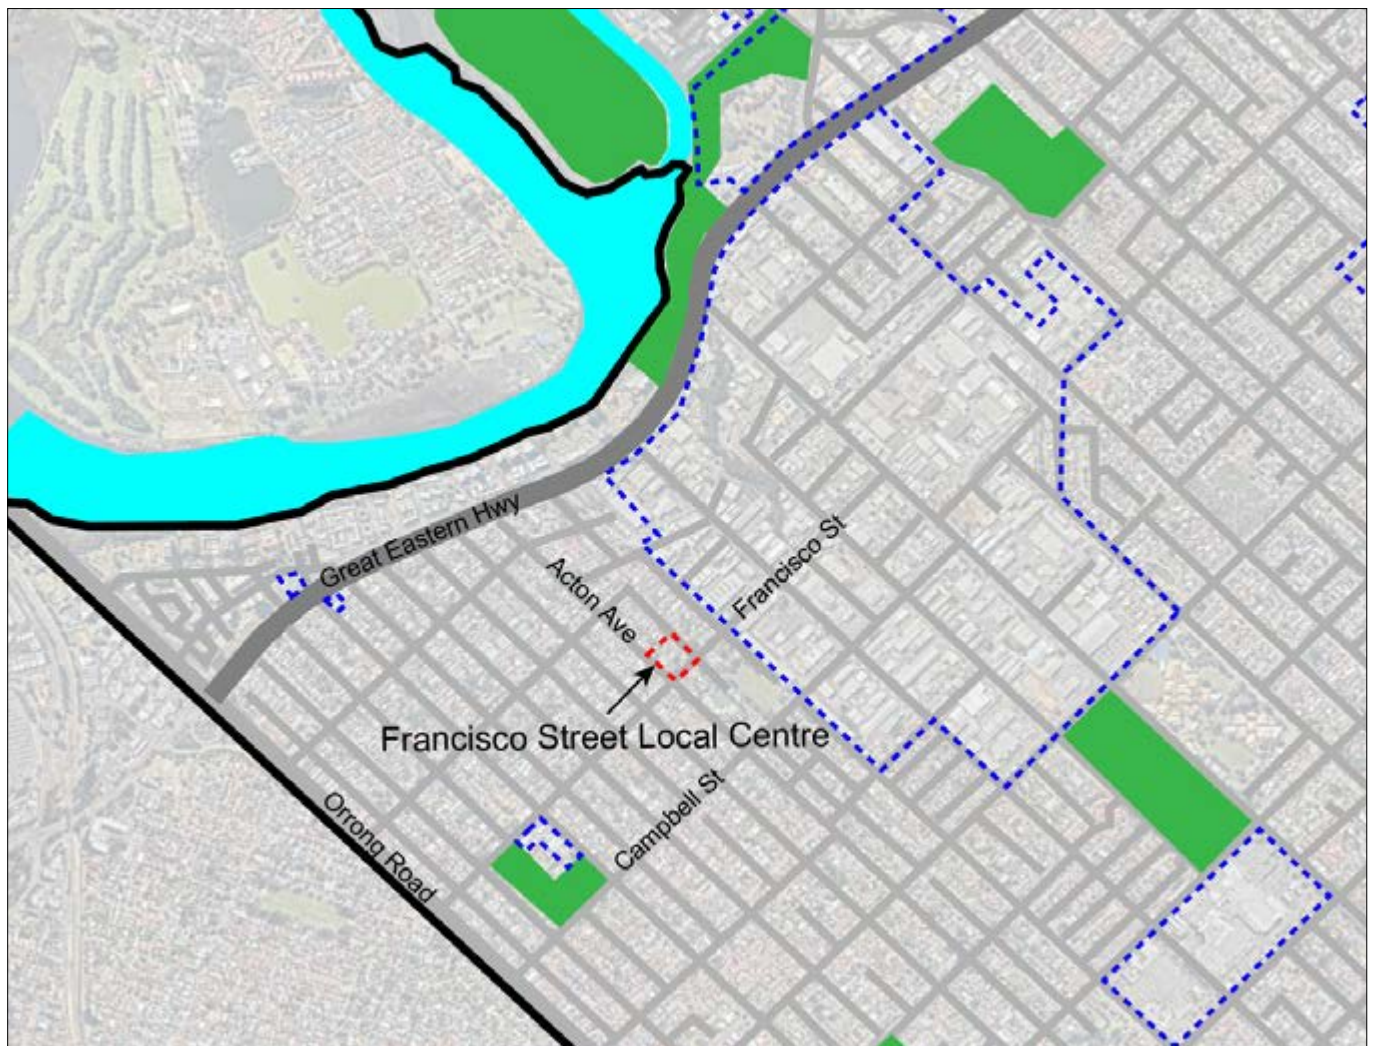 Great Eastern Hwy
Francisco St
Acton Ave
Francisco Street Local Centre
Campbell St
Orrong Road